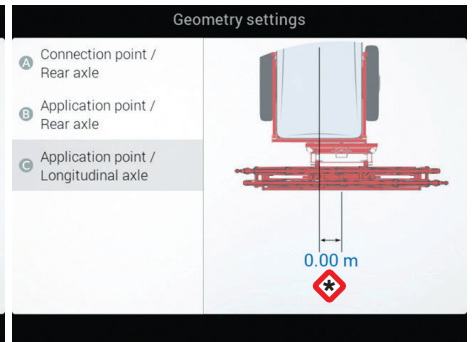 Geometry settings
A Connection point /
Rear axle
B Application point /
Rear axle
C Application point /
Longitudinal axle
0.00 m
*